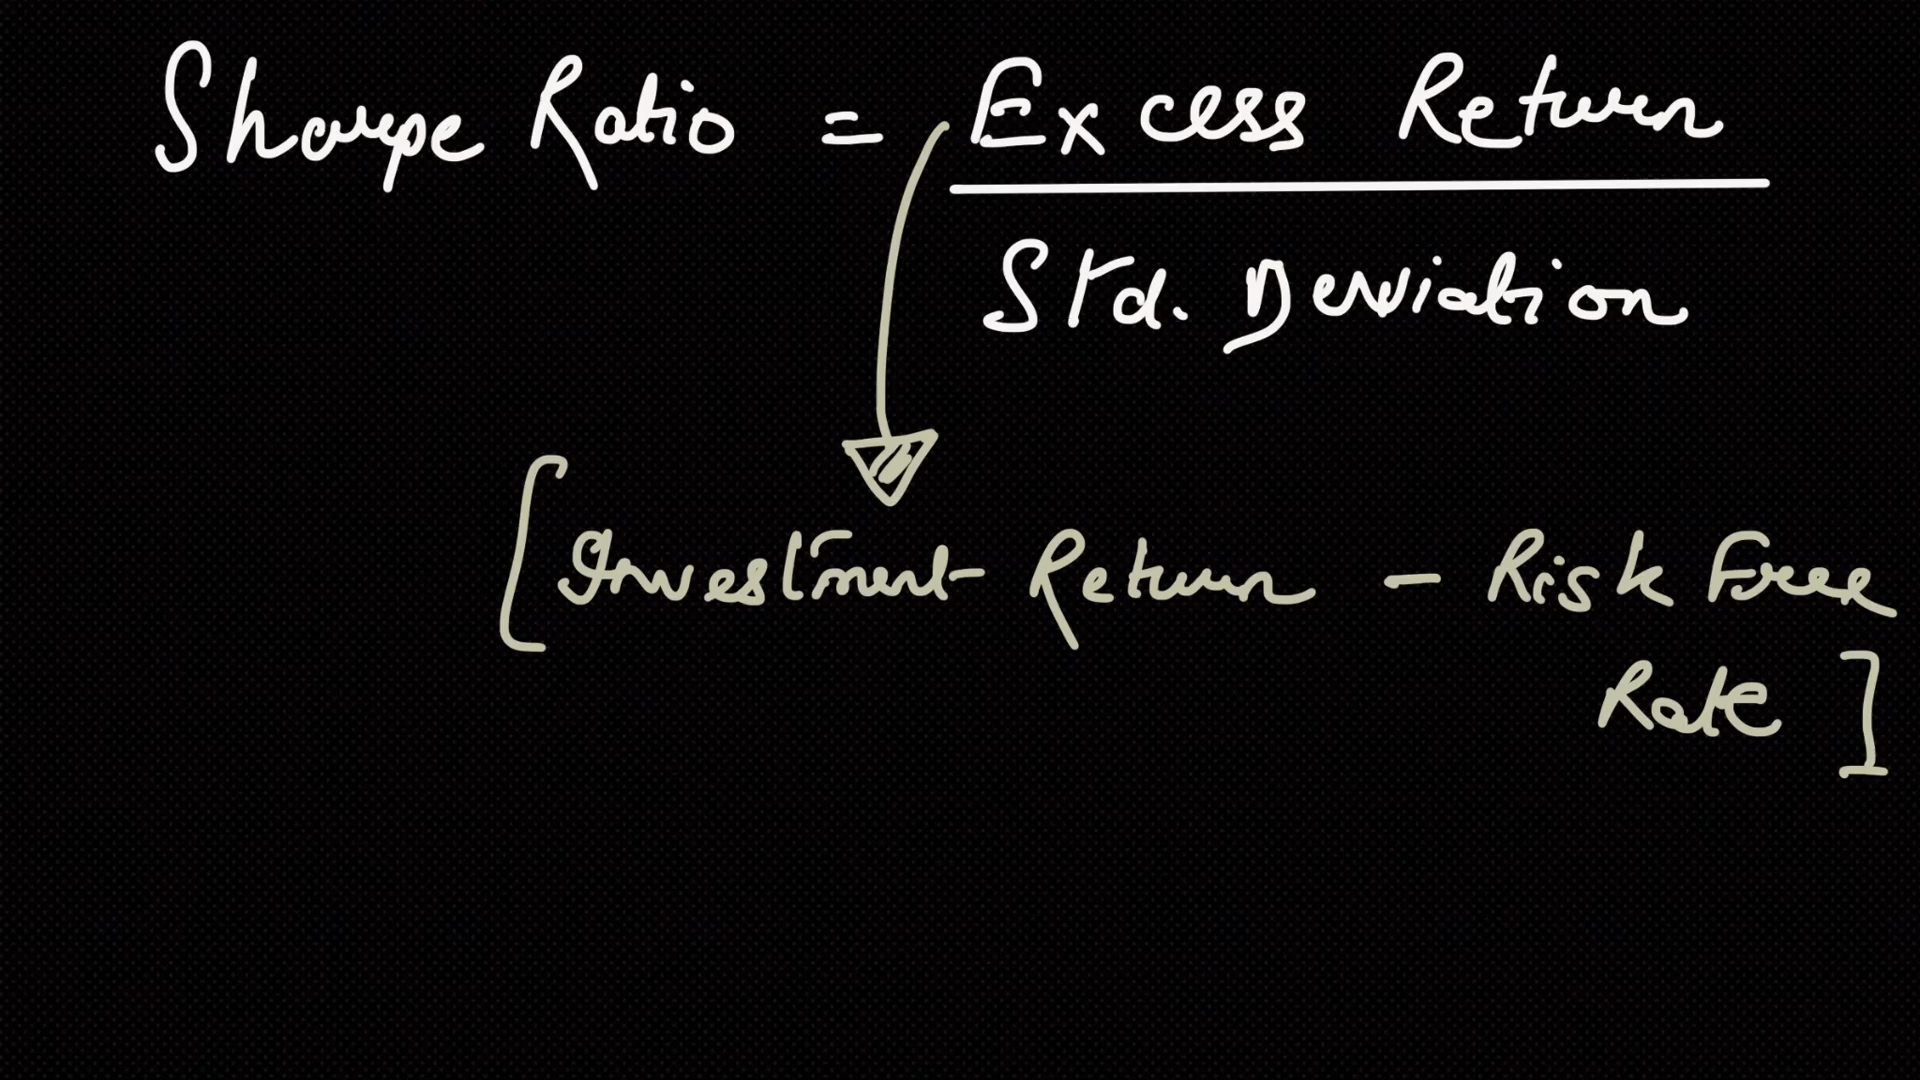 Sharpe Ratio = Excess Return
Std. Deviation
[Investment Return - Risk Free
Rate]